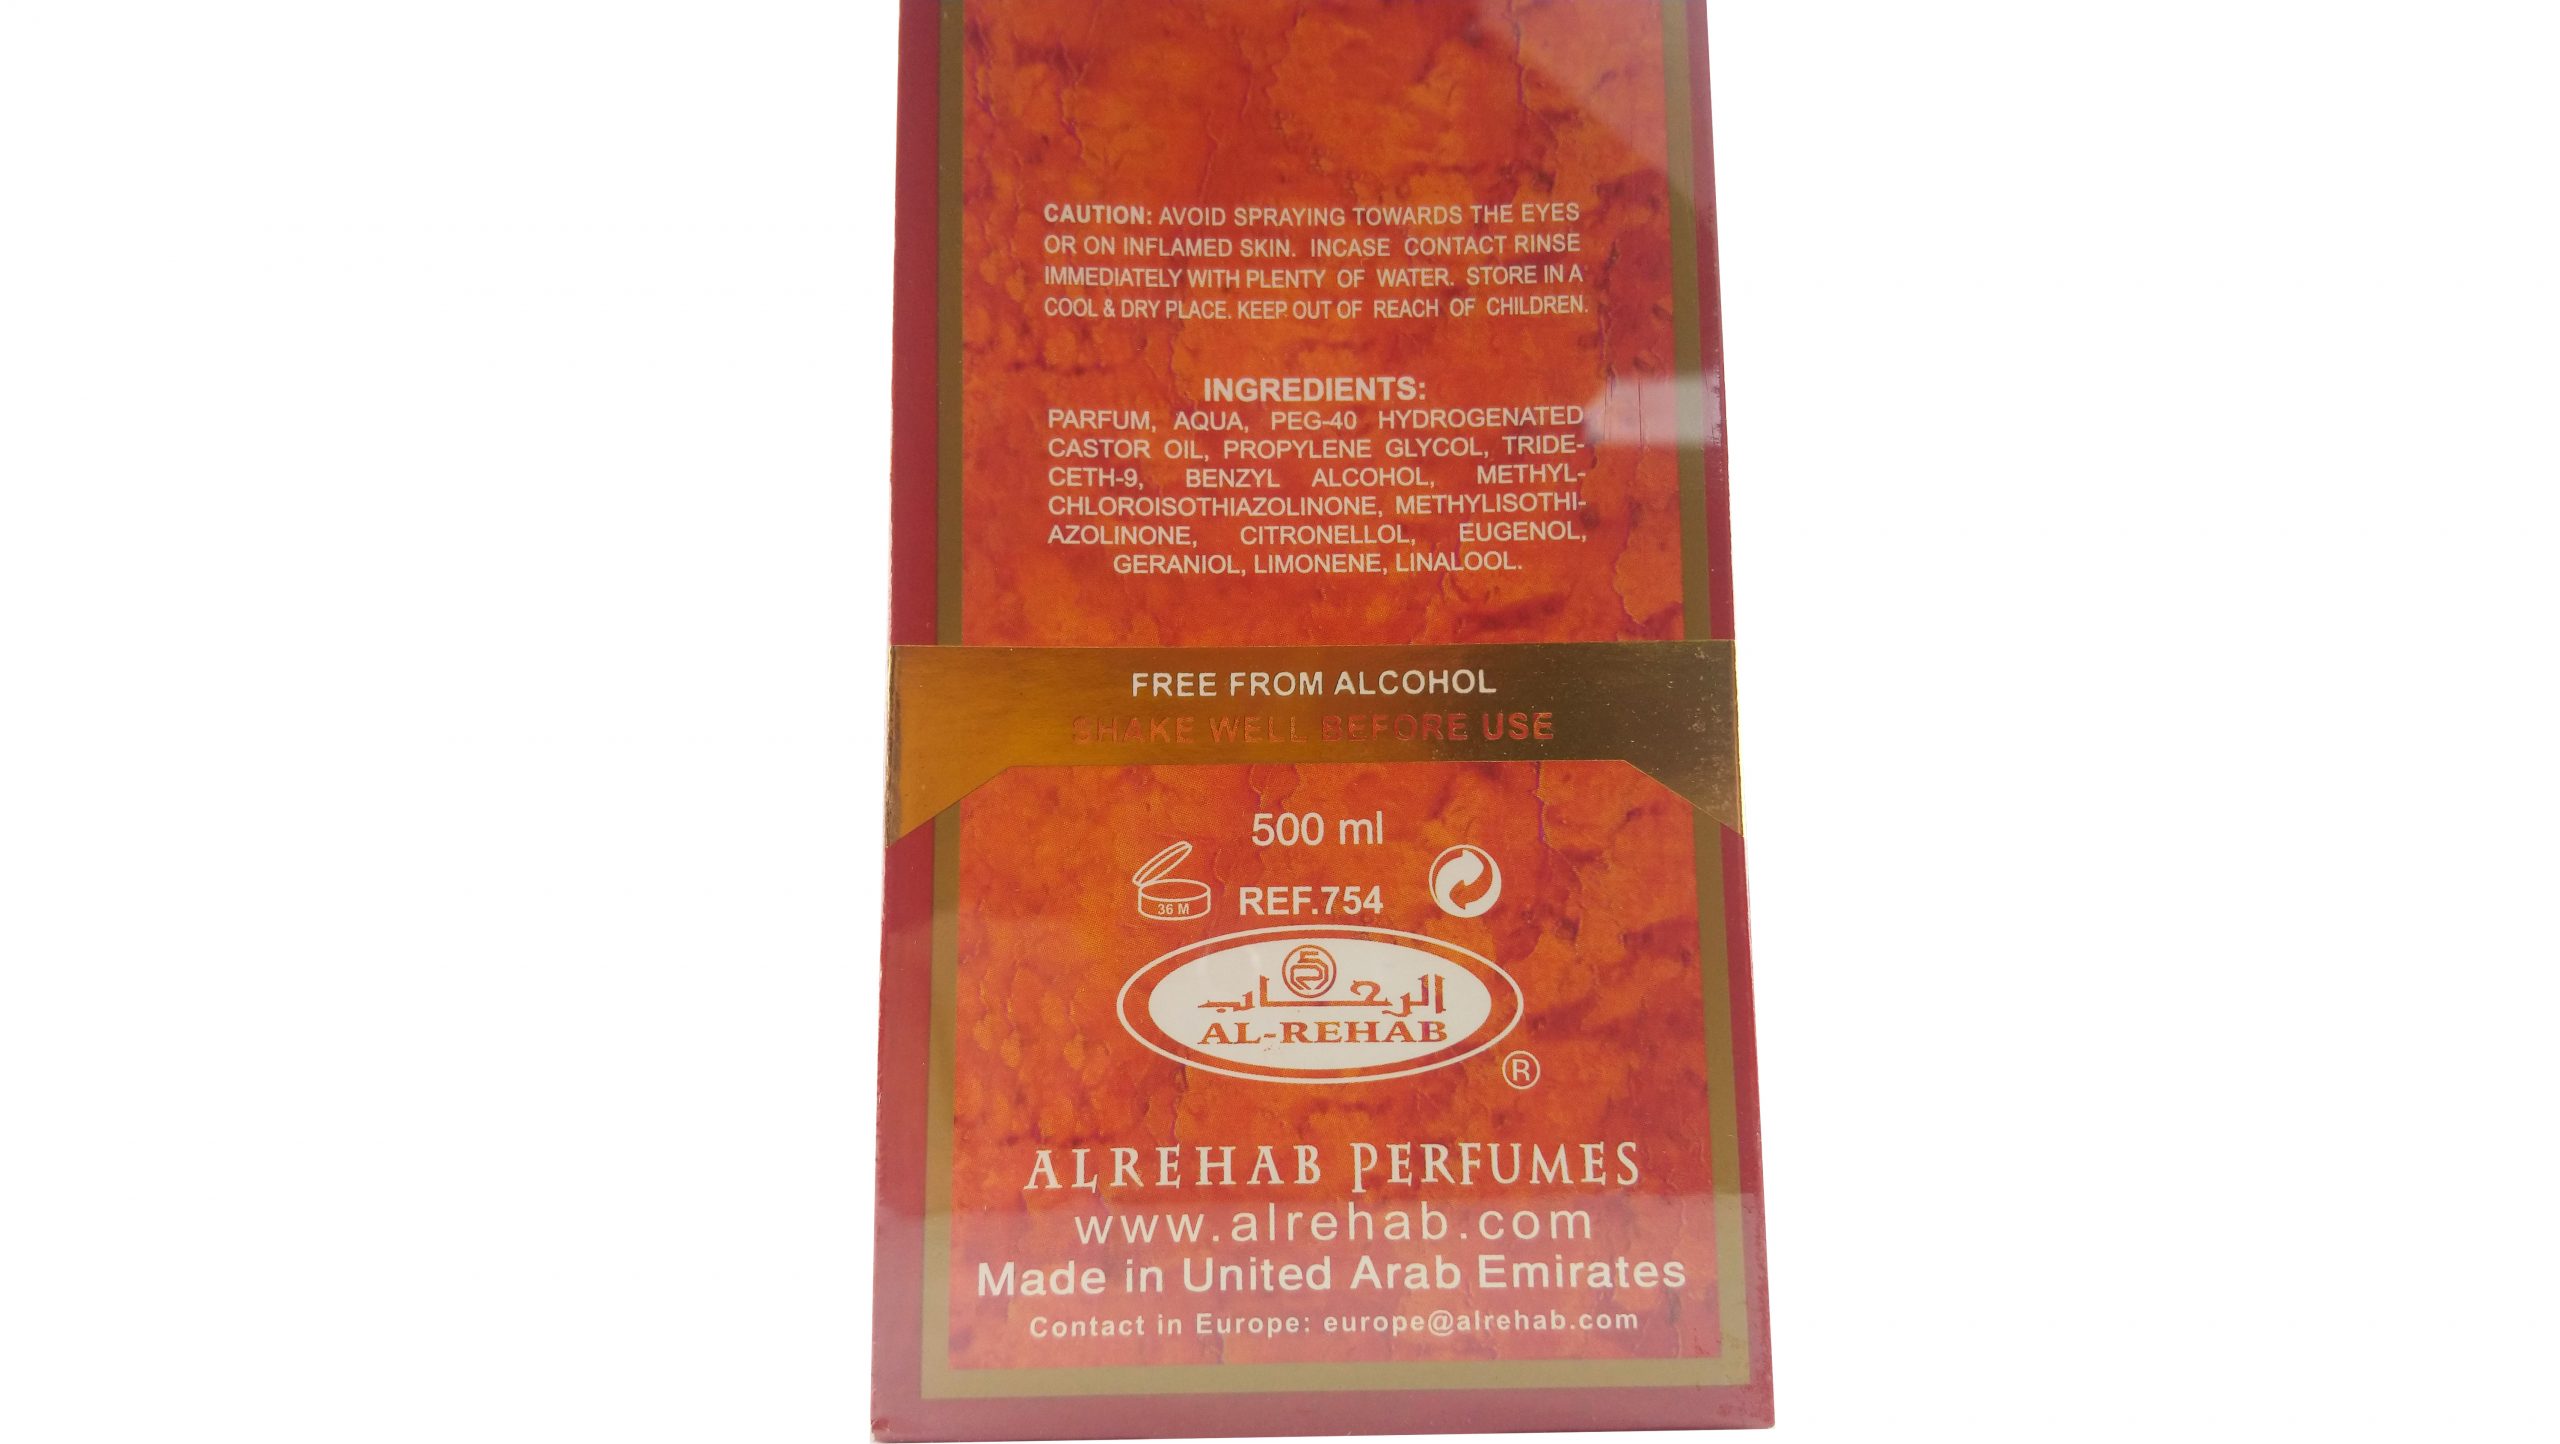 CAUTION: AVOID SPRAYING TOWARDS THE EYES
OR ON INFLAMED SKIN. INCASE CONTACT RINSE
IMMEDIATELY WITH PLENTY OF WATER. STORE IN A
COOL & DRY PLACE. KEEP OUT OF REACH OF CHILDREN.
INGREDIENTS:
PARFUM, AQUA, PEG-40 HYDROGENATED
CASTOR OIL, PROPYLENE GLYCOL, TRIDE-
CETH-9, BENZYL ALCOHOL, METHYL-
CHLOROISOTHIAZOLINONE, METHYLISOTHI-
AZOLINONE, CITRONELLOL, EUGENOL,
GERANIOL, LIMONENE, LINALOOL.
FREE FROM ALCOHOL
SHAKE WELL BEFORE USE
500 ml
36 M
REF.754
الرحاب
AL-REHAB
®
ALREHAB PERFUMES
www.alrehab.com
Made in United Arab Emirates
Contact in Europe: europe@alrehab.com